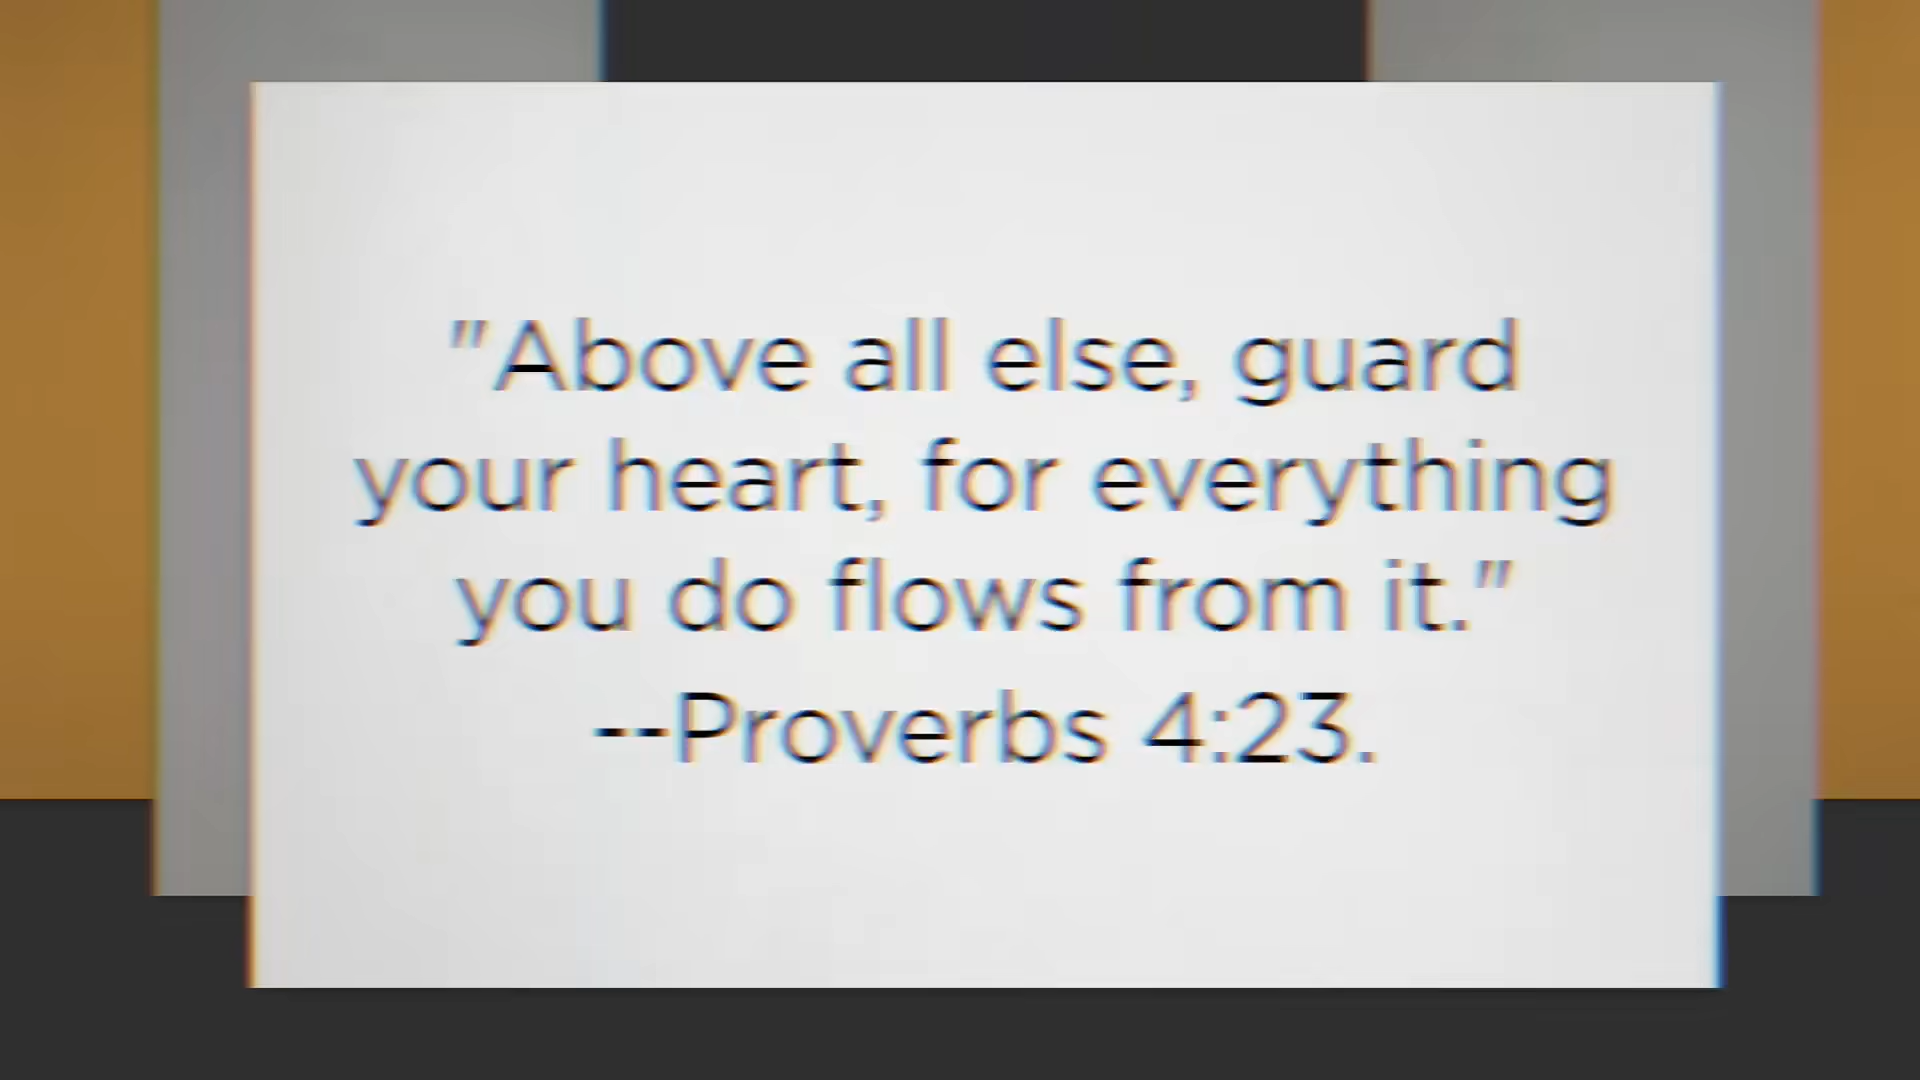 "Above all else, guard
your heart, for everything
you do flows from it."
--Proverbs 4:23.